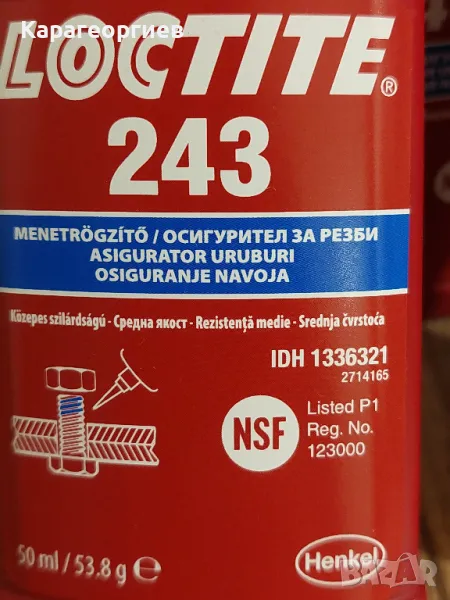 Карагеоргиев
LOCTITE®
243
MENETRÖGZÍTŐ / ОСИГУРИТЕЛ ЗА РЕЗБИ
ASIGURATOR URUBURI
OSIGURANJE NAVOJA
Közepes szilárdságú - Средна якост - Rezistență medie - Srednja čvrstoća
IDH 1336321
2714165
NSF
Listed P1
Reg. No.
123000
50 ml / 53.8 g ℮
Henkel
BAZAR